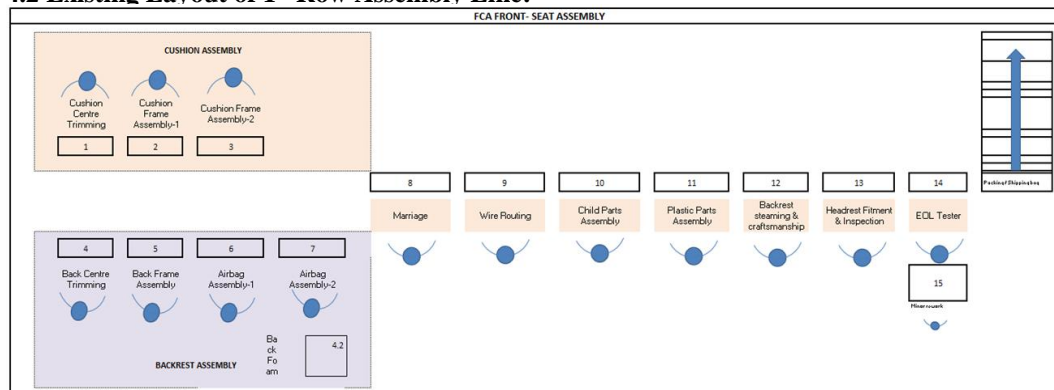 4.2 Existing Layout of 1st Row Assembly Line:
FCA FRONT- SEAT ASSEMBLY
CUSHION ASSEMBLY
Cushion
Centre
Trimming
Cushion
Frame
Assembly-1
Cushion Frame
Assembly-2
1
2
3
Packing/Shipping bag
8
9
10
11
12
13
14
Marriage
Wire Routing
Child Parts
Assembly
Plastic Parts
Assembly
Backrest
steaming &
craftsmanship
Headrest Fitment
& Inspection
EOL Tester
15
Minor rework
4
5
6
7
Back Centre
Trimming
Back Frame
Assembly
Airbag
Assembly-1
Airbag
Assembly-2
Ba
ck
Fo
am
4.2
BACKREST ASSEMBLY